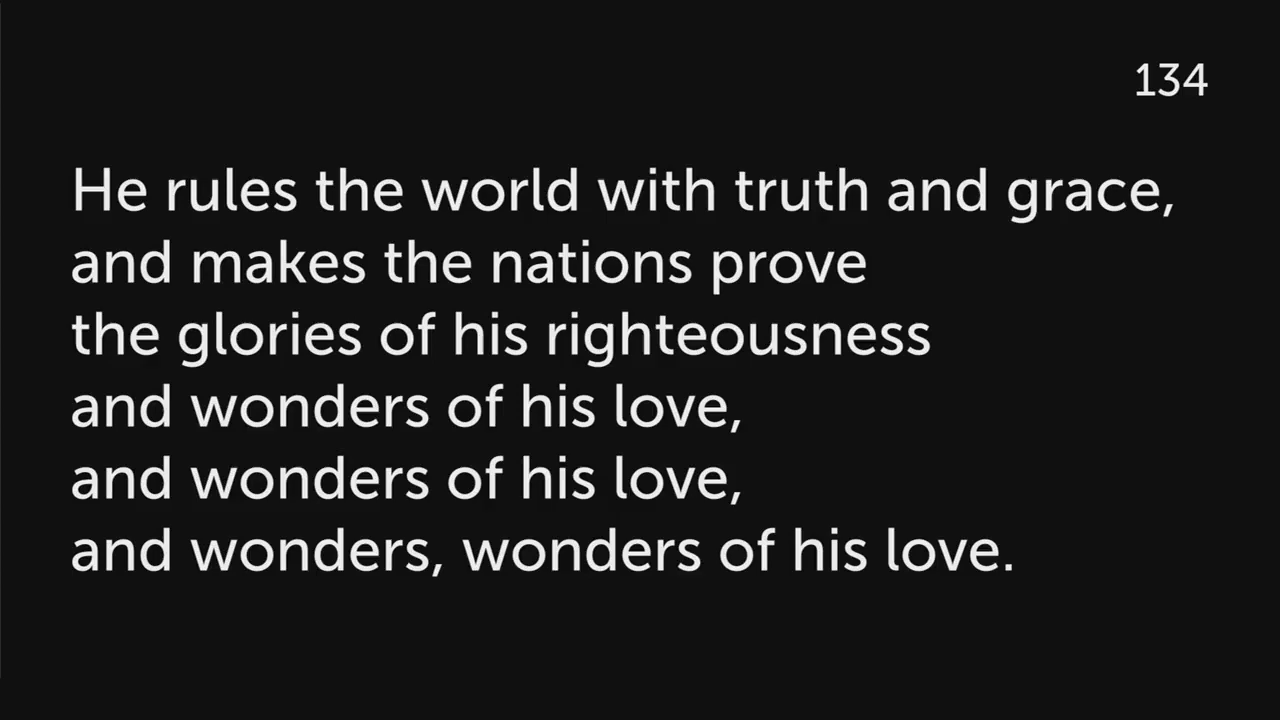 134
He rules the world with truth and grace,
and makes the nations prove
the glories of his righteousness
and wonders of his love,
and wonders of his love,
and wonders, wonders of his love.